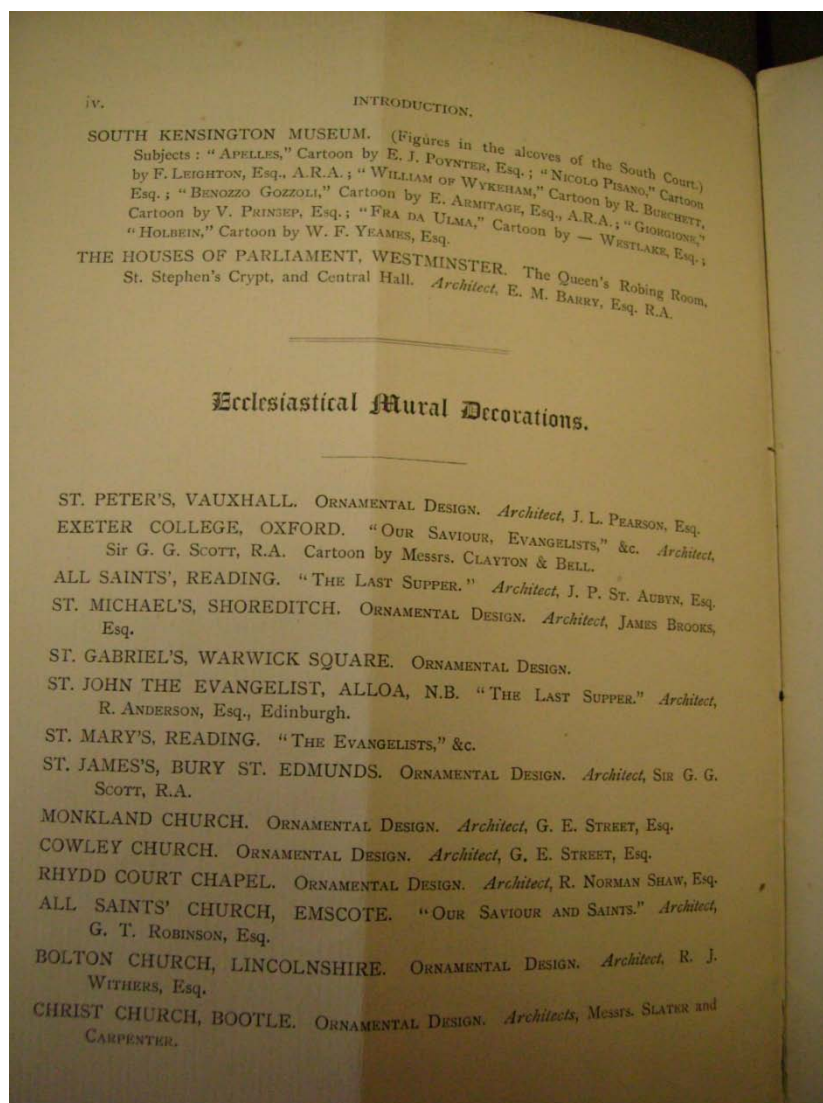 iv. INTRODUCTION.
SOUTH KENSINGTON MUSEUM. (Figures in the alcoves of the South Court.)
Subjects : “ APELLES,” Cartoon by E. J. POYNTER, Esq. ; “ NICOLO PISANO,” Cartoon
by F. LEIGHTON, Esq., A.R.A. ; “ WILLIAM OF WYKEHAM,” Cartoon by R. BURCHETT,
Esq. ; “ BENOZZO GOZZOLI,” Cartoon by E. ARMITAGE, Esq., A.R.A. ; “ GIORGIONE,”
Cartoon by V. PRINSEP, Esq. ; “ FRA DA ULMA,” Cartoon by — WESTLAKE, Esq. ;
“ HOLBEIN,” Cartoon by W. F. YEAMES, Esq.
THE HOUSES OF PARLIAMENT, WESTMINSTER. The Queen's Robing Room,
St. Stephen's Crypt, and Central Hall. Architect, E. M. BARRY, Esq. R.A.
Ecclesiastical Mural Decorations.
ST. PETER'S, VAUXHALL. ORNAMENTAL DESIGN. Architect, J. L. PEARSON, Esq.
EXETER COLLEGE, OXFORD. “ OUR SAVIOUR, EVANGELISTS,” &c. Architect,
Sir G. G. SCOTT, R.A. Cartoon by Messrs. CLAYTON & BELL.
ALL SAINTS', READING. “ THE LAST SUPPER. ” Architect, J. P. ST. AUBYN, Esq.
ST. MICHAEL'S, SHOREDITCH. ORNAMENTAL DESIGN. Architect, JAMES BROOKS,
Esq.
ST. GABRIEL'S, WARWICK SQUARE. ORNAMENTAL DESIGN.
ST. JOHN THE EVANGELIST, ALLOA, N.B. “ THE LAST SUPPER.” Architect,
R. ANDERSON, Esq., Edinburgh.
ST. MARY'S, READING. “ THE EVANGELISTS,” &c.
ST. JAMES'S, BURY ST. EDMUNDS. ORNAMENTAL DESIGN. Architect, SIR G. G.
SCOTT, R.A.
MONKLAND CHURCH. ORNAMENTAL DESIGN. Architect, G. E. STREET, Esq.
COWLEY CHURCH. ORNAMENTAL DESIGN. Architect, G. E. STREET, Esq.
RHYDD COURT CHAPEL. ORNAMENTAL DESIGN. Architect, R. NORMAN SHAW, Esq.
ALL SAINTS' CHURCH, EMSCOTE. “ OUR SAVIOUR AND SAINTS.” Architect,
G. T. ROBINSON, Esq.
BOLTON CHURCH, LINCOLNSHIRE. ORNAMENTAL DESIGN. Architect, R. J.
WITHERS, Esq.
CHRIST CHURCH, BOOTLE. ORNAMENTAL DESIGN. Architects, Messrs. SLATER and
CARPENTER.